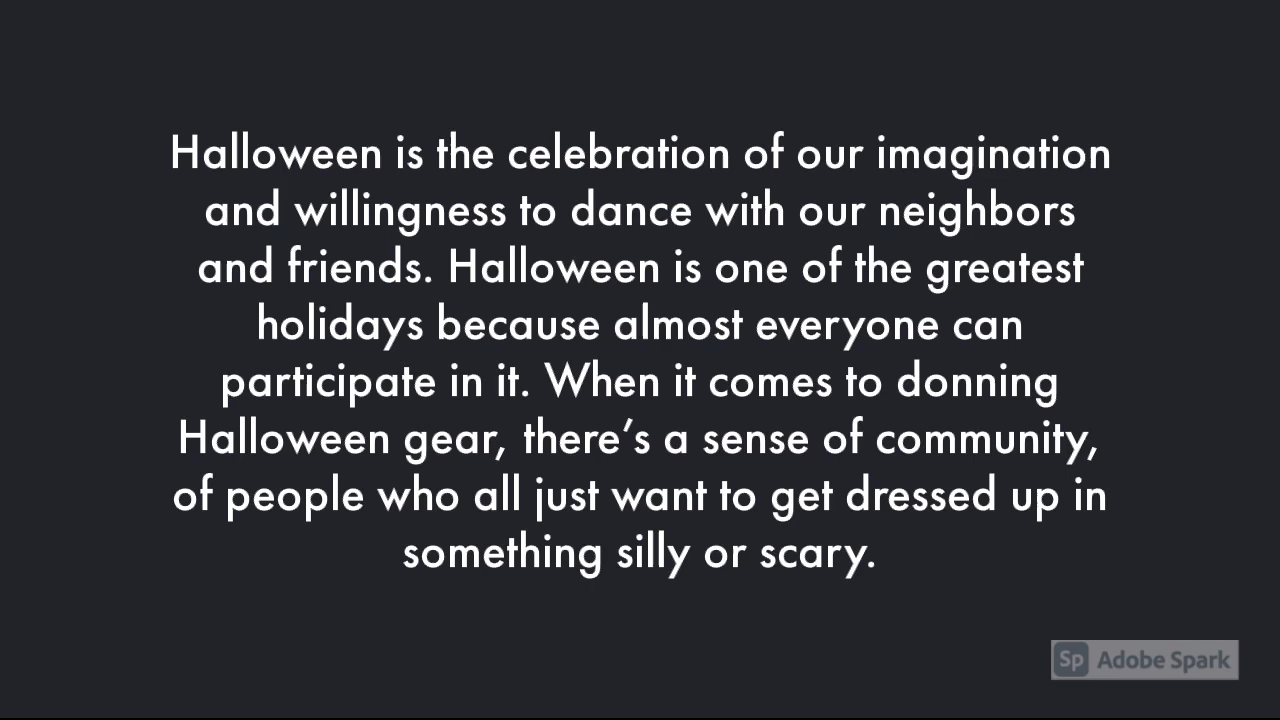 Halloween is the celebration of our imagination
and willingness to dance with our neighbors
and friends. Halloween is one of the greatest
holidays because almost everyone can
participate in it. When it comes to donning
Halloween gear, there’s a sense of community,
of people who all just want to get dressed up in
something silly or scary.
Sp Adobe Spark